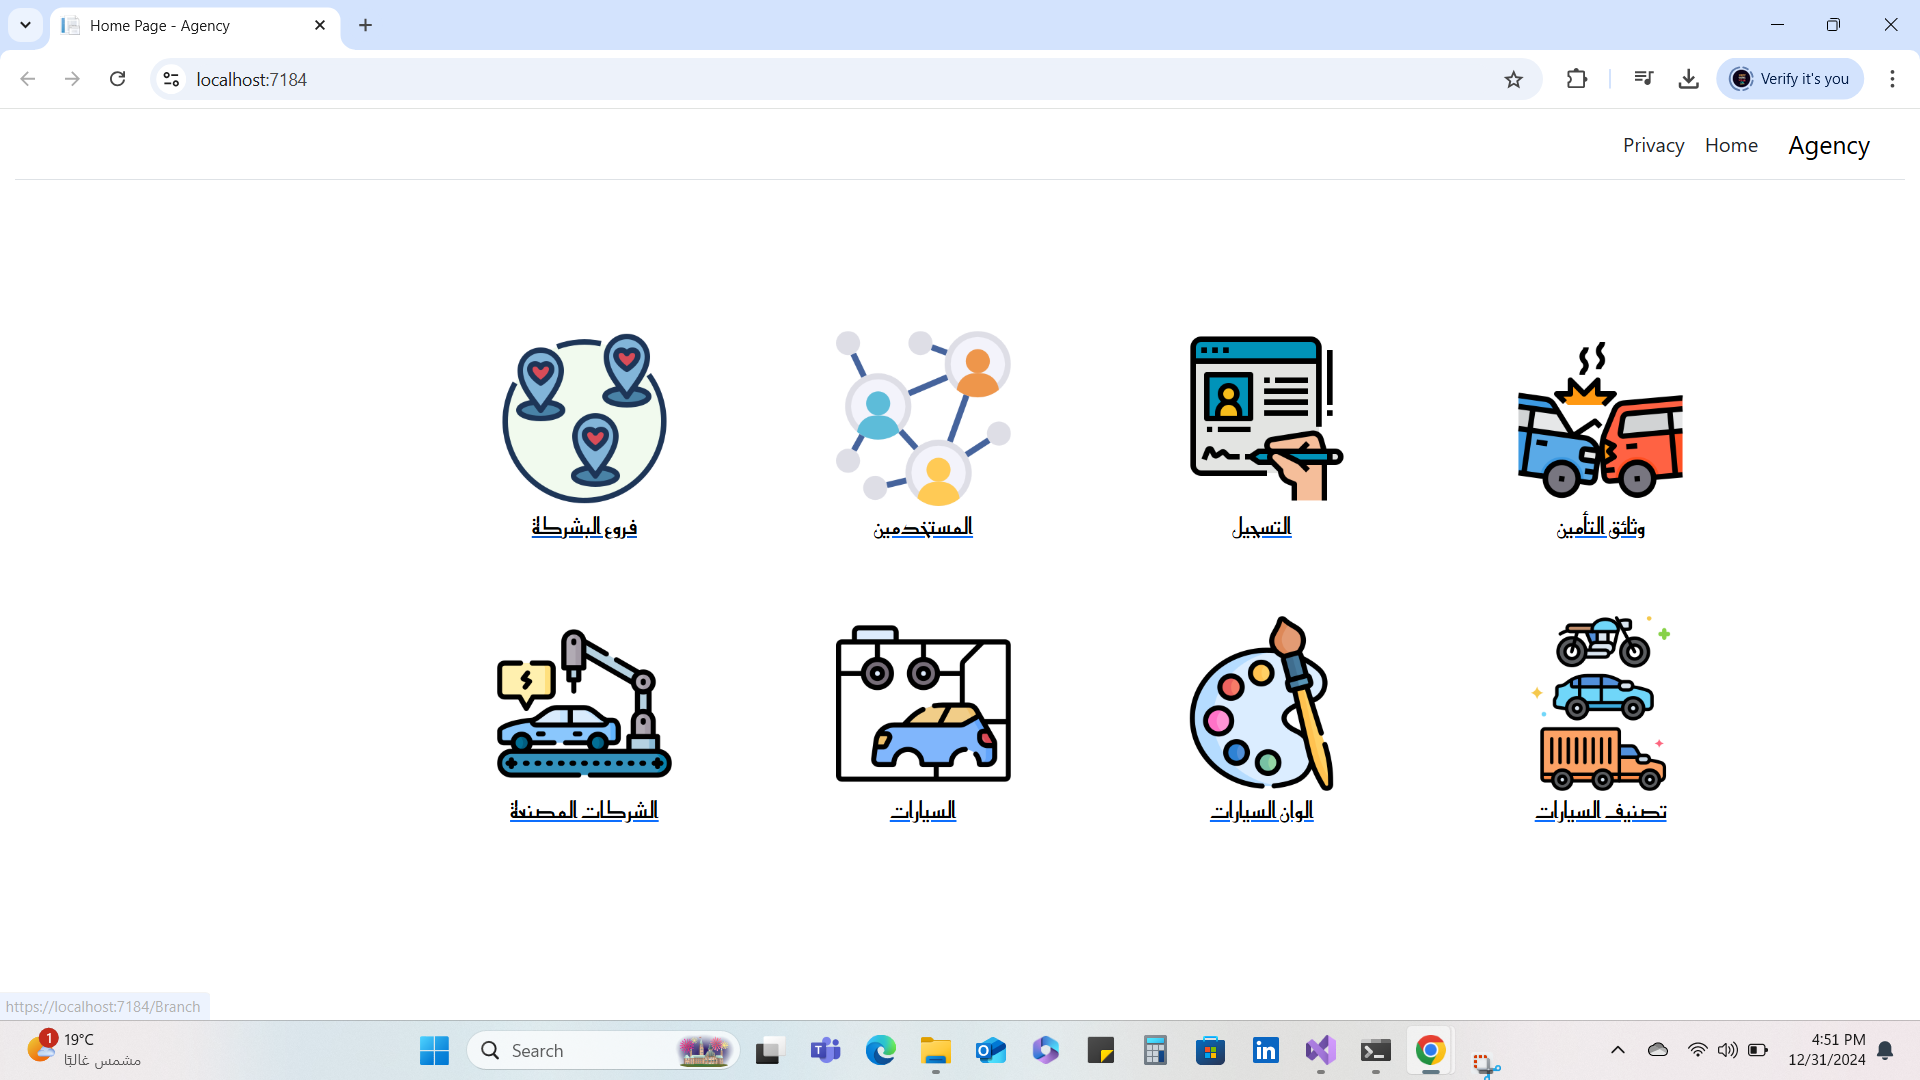 Home Page - Agency
localhost:7184
Verify it's you
Agency
Home
Privacy
وثائق التأمين
التسجيل
المستخدمين
فروع البشركة
تصنيف السيارات
الوان السيارات
السيارات
الشركات المصنعة
https://localhost:7184/Branch
1
19°C
مشمس غالبًا
Search
4:51 PM
12/31/2024